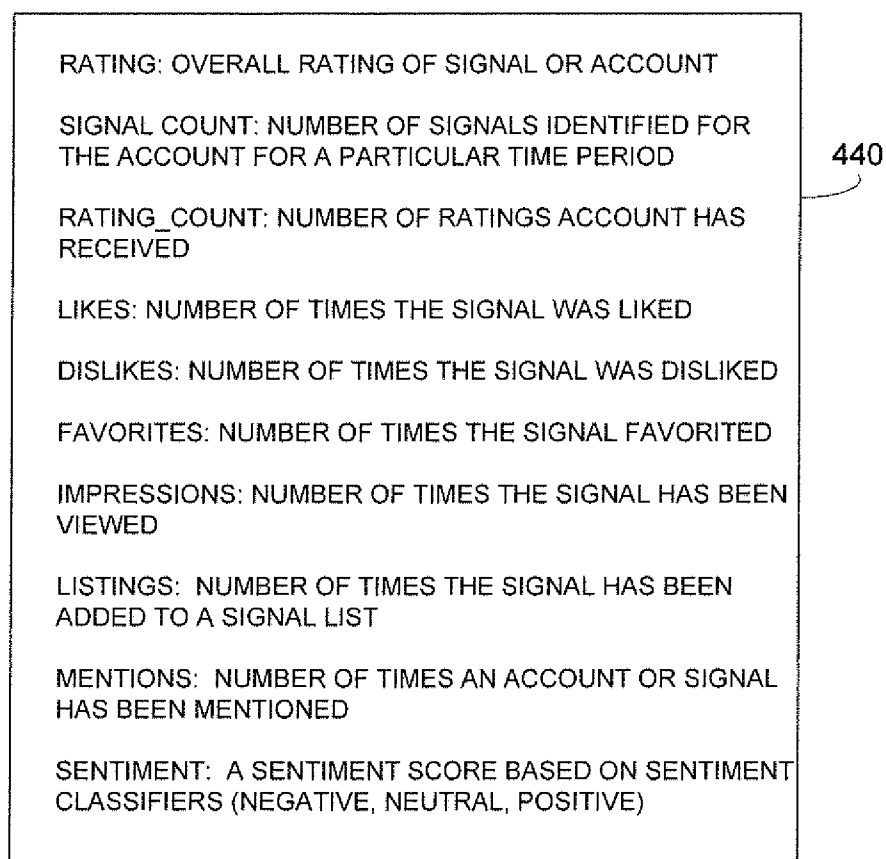 RATING: OVERALL RATING OF SIGNAL OR ACCOUNT
SIGNAL COUNT: NUMBER OF SIGNALS IDENTIFIED FOR
THE ACCOUNT FOR A PARTICULAR TIME PERIOD
440
RATING_COUNT: NUMBER OF RATINGS ACCOUNT HAS
RECEIVED
LIKES: NUMBER OF TIMES THE SIGNAL WAS LIKED
DISLIKES: NUMBER OF TIMES THE SIGNAL WAS DISLIKED
FAVORITES: NUMBER OF TIMES THE SIGNAL FAVORITED
IMPRESSIONS: NUMBER OF TIMES THE SIGNAL HAS BEEN
VIEWED
LISTINGS: NUMBER OF TIMES THE SIGNAL HAS BEEN
ADDED TO A SIGNAL LIST
MENTIONS: NUMBER OF TIMES AN ACCOUNT OR SIGNAL
HAS BEEN MENTIONED
SENTIMENT: A SENTIMENT SCORE BASED ON SENTIMENT
CLASSIFIERS (NEGATIVE, NEUTRAL, POSITIVE)